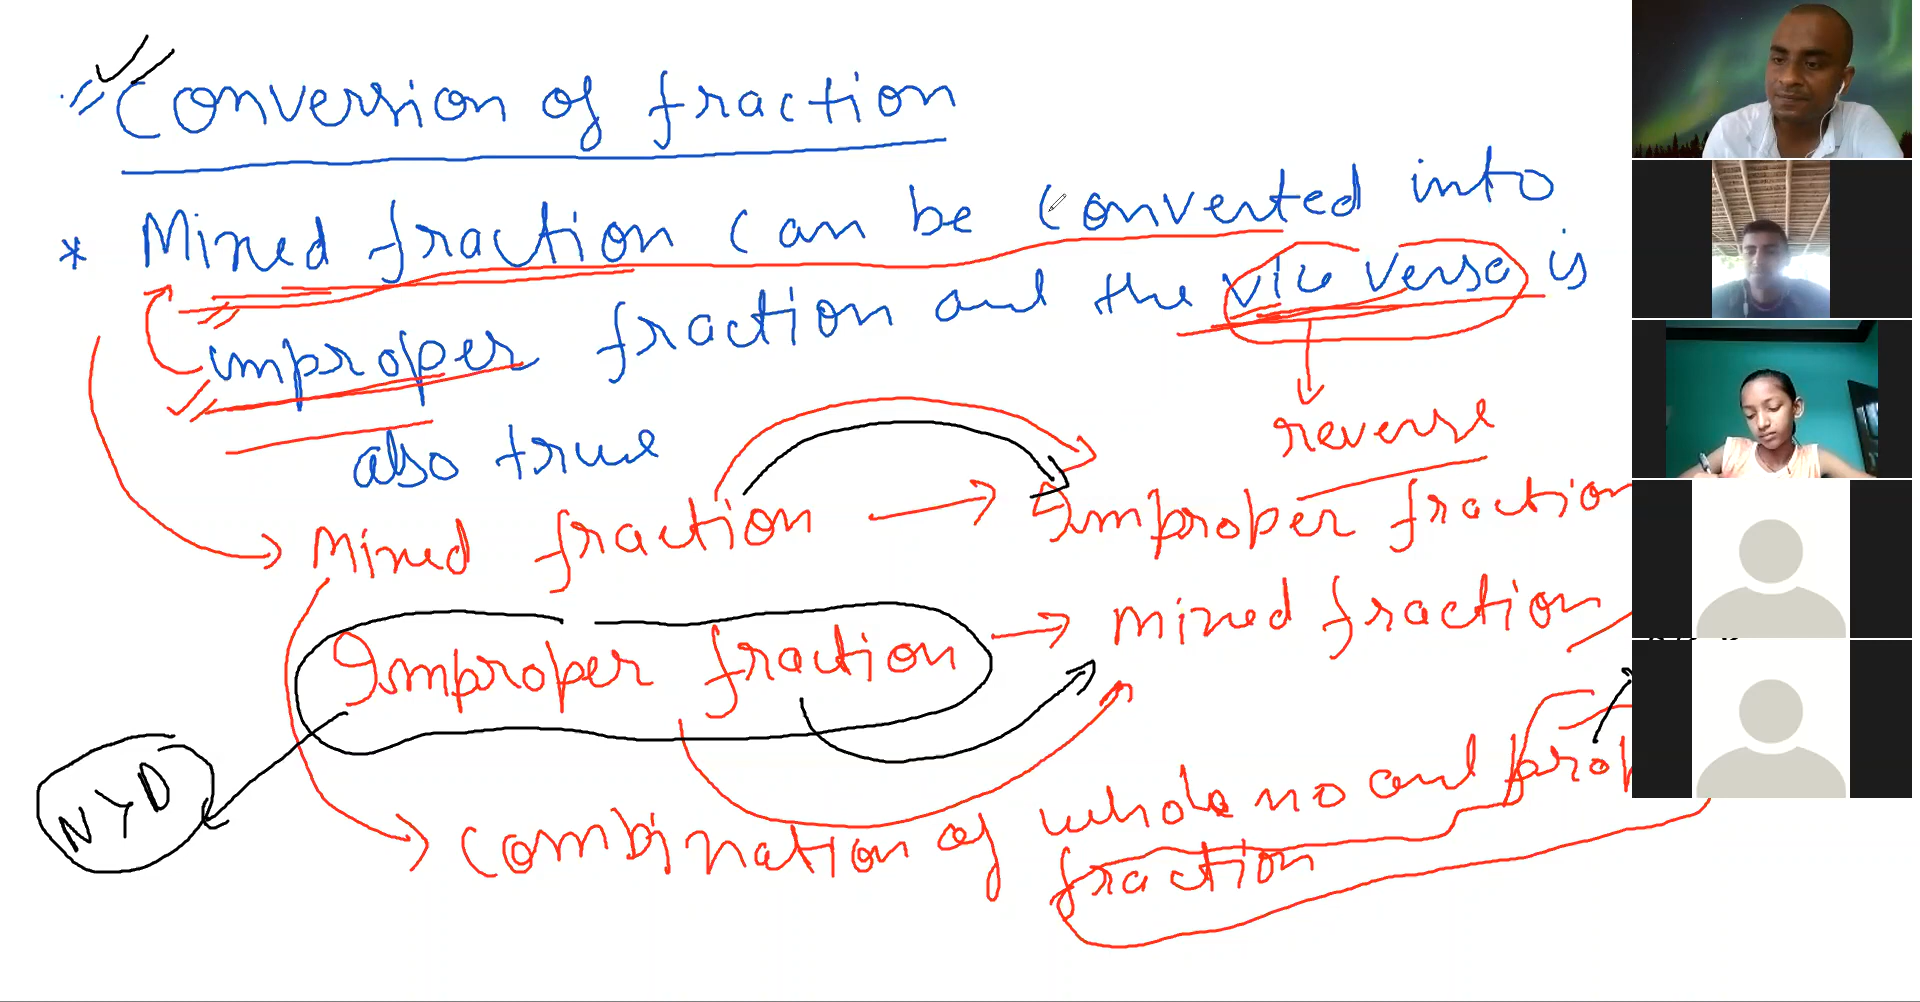 Conversion of fraction
* Mixed fraction can be converted into
improper fraction and the vice versa is
also true
reverse
Mixed fraction → Improper fraction
Improper fraction → mixed fraction
NYD
Combination of whole no and prop
fraction